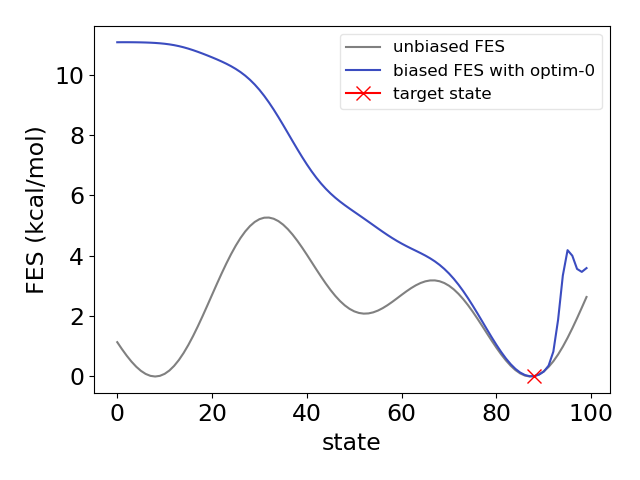 unbiased FES
biased FES with optim-0
target state
FES (kcal/mol)
10
8
6
4
2
0
0 20 40 60 80 100
state